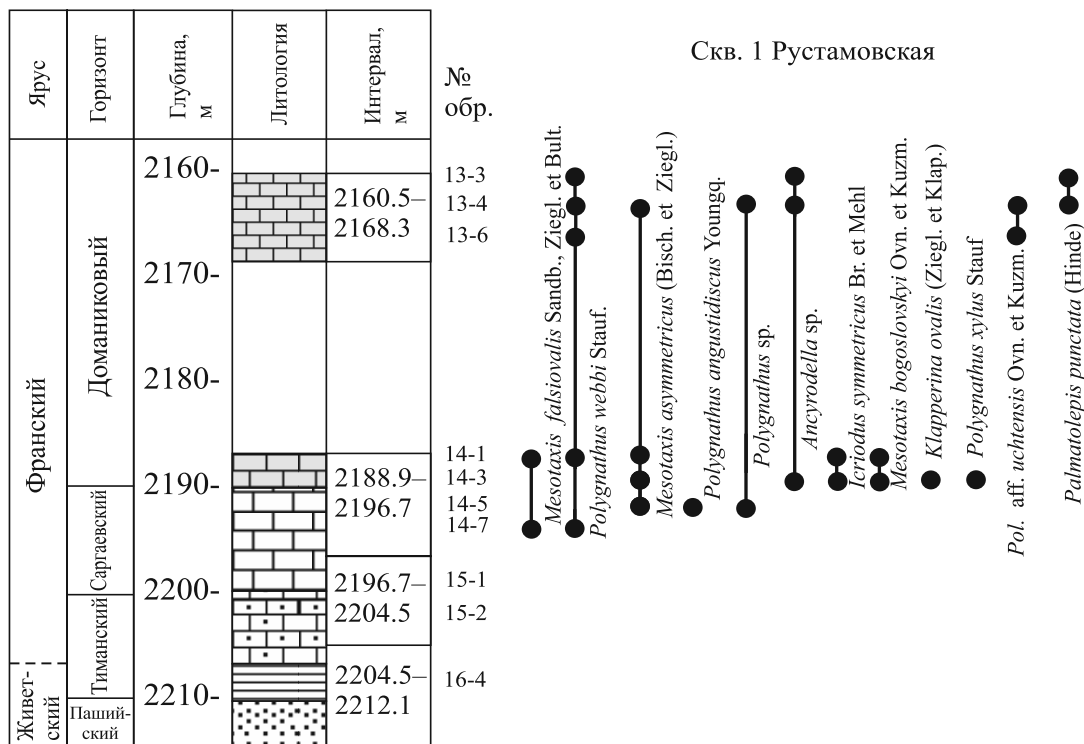 Скв. 1 Рустамовская
Ярус
Горизонт
Глубина,
м
Литология
Интервал,
м
№
обр.
Франский
Живет-
ский
Доманиковый
Саргаевский
Тиманский
Паший-
ский
2160-
2170-
2180-
2190-
2200-
2210-
2160.5–
2168.3
2188.9–
2196.7
2196.7–
2204.5
2204.5–
2212.1
13-3
13-4
13-6
14-1
14-3
14-5
14-7
15-1
15-2
16-4
Mesotaxis falsiovalis Sandb., Ziegl. et Bult.
Polygnathus webbi Stauf.
Mesotaxis asymmetricus (Bisch. et Ziegl.)
Polygnathus angustidiscus Youngq.
Polygnathus sp.
Ancyrodella sp.
Icriodus symmetricus Br. et Mehl
Mesotaxis bogoslovskyi Ovn. et Kuzm.
Klapperina ovalis (Ziegl. et Klap.)
Polygnathus xylus Stauf
Pol. aff. uchtensis Ovn. et Kuzm.
Palmatolepis punctata (Hinde)